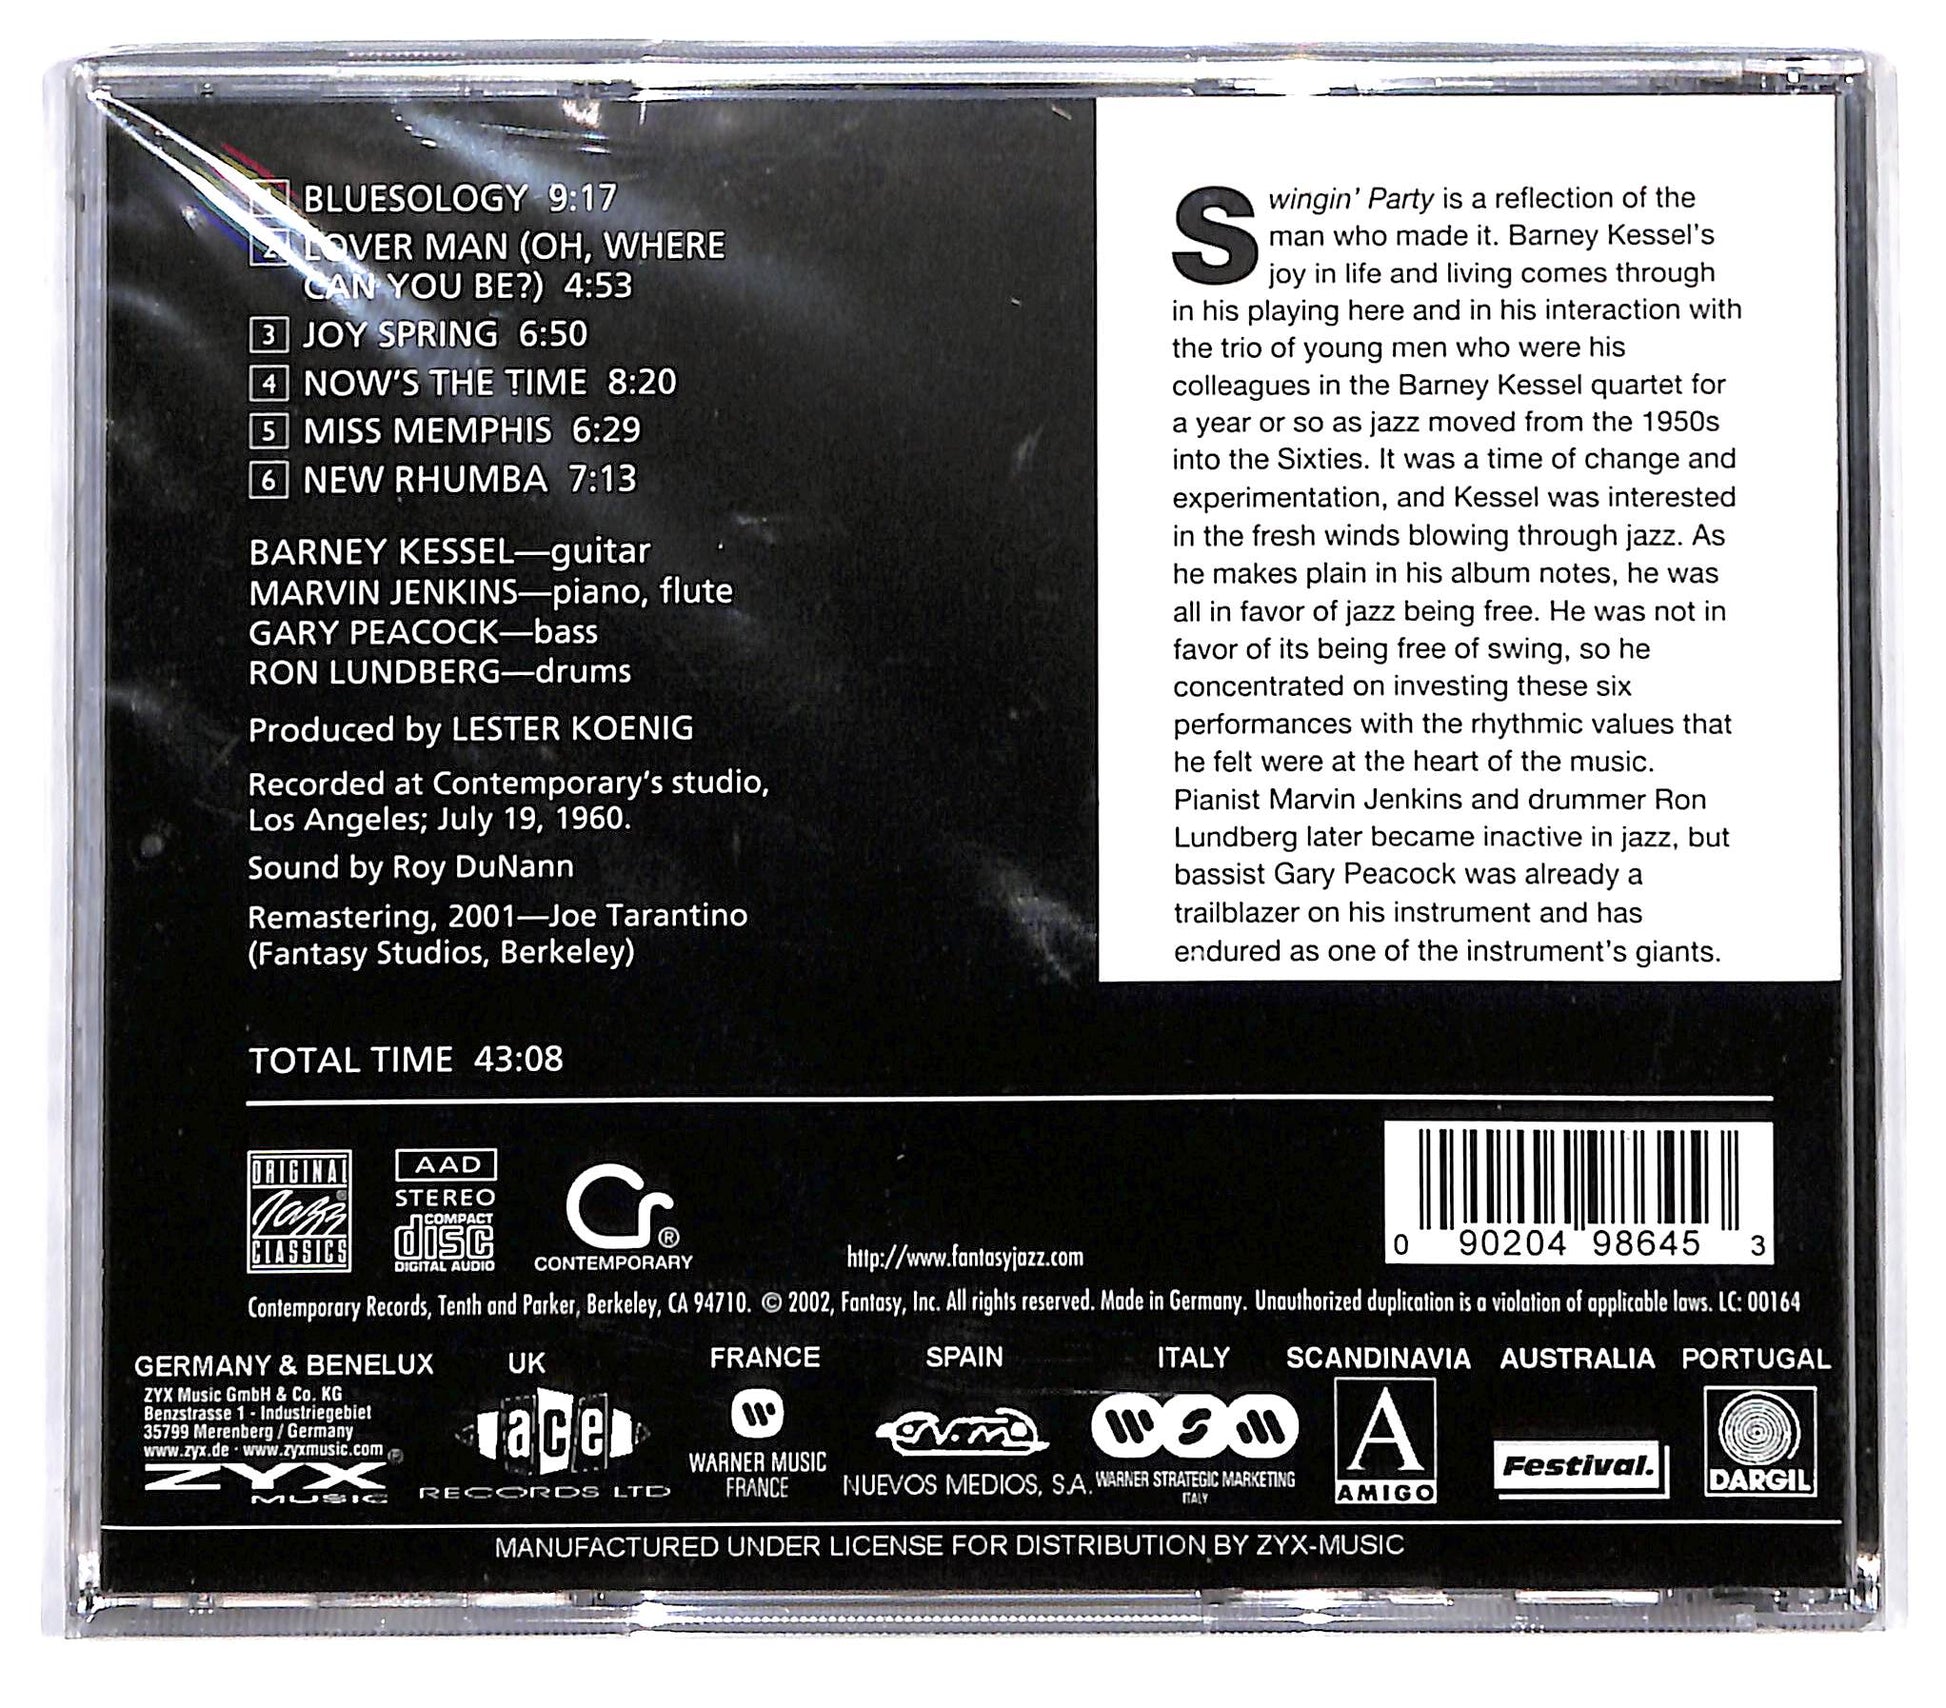 1 BLUESOLOGY 9:17
2 LOVER MAN (OH, WHERE
CAN YOU BE?) 4:53
3 JOY SPRING 6:50
4 NOW'S THE TIME 8:20
5 MISS MEMPHIS 6:29
6 NEW RHUMBA 7:13
BARNEY KESSEL—guitar
MARVIN JENKINS—piano, flute
GARY PEACOCK—bass
RON LUNDBERG—drums
Produced by LESTER KOENIG
Recorded at Contemporary's studio,
Los Angeles; July 19, 1960.
Sound by Roy DuNann
Remastering, 2001—Joe Tarantino
(Fantasy Studios, Berkeley)
TOTAL TIME 43:08
Swingin' Party is a reflection of the
man who made it. Barney Kessel's
joy in life and living comes through
in his playing here and in his interaction with
the trio of young men who were his
colleagues in the Barney Kessel quartet for
a year or so as jazz moved from the 1950s
into the Sixties. It was a time of change and
experimentation, and Kessel was interested
in the fresh winds blowing through jazz. As
he makes plain in his album notes, he was
all in favor of jazz being free. He was not in
favor of its being free of swing, so he
concentrated on investing these six
performances with the rhythmic values that
he felt were at the heart of the music.
Pianist Marvin Jenkins and drummer Ron
Lundberg later became inactive in jazz, but
bassist Gary Peacock was already a
trailblazer on his instrument and has
endured as one of the instrument's giants.
ORIGINAL
Jazz ®
CLASSICS
AAD
STEREO
COMPACT
disc
DIGITAL AUDIO
Cr®
CONTEMPORARY
http://www.fantasyjazz.com
0 90204 98645 3
Contemporary Records, Tenth and Parker, Berkeley, CA 94710. © 2002, Fantasy, Inc. All rights reserved. Made in Germany. Unauthorized duplication is a violation of applicable laws. LC: 00164
GERMANY & BENELUX
ZYX Music GmbH & Co. KG
Benzstrasse 1 - Industriegebiet
35799 Merenberg / Germany
www.zyx.de · www.zyxmusic.com
ZYX ®
MUSIC
UK
ace
RECORDS LTD
FRANCE
WARNER MUSIC
FRANCE
SPAIN
NUEVOS MEDIOS, S.A.
ITALY
WSM
WARNER STRATEGIC MARKETING
ITALY
SCANDINAVIA
A
AMIGO
AUSTRALIA
Festival.
PORTUGAL
DARGIL
MANUFACTURED UNDER LICENSE FOR DISTRIBUTION BY ZYX-MUSIC